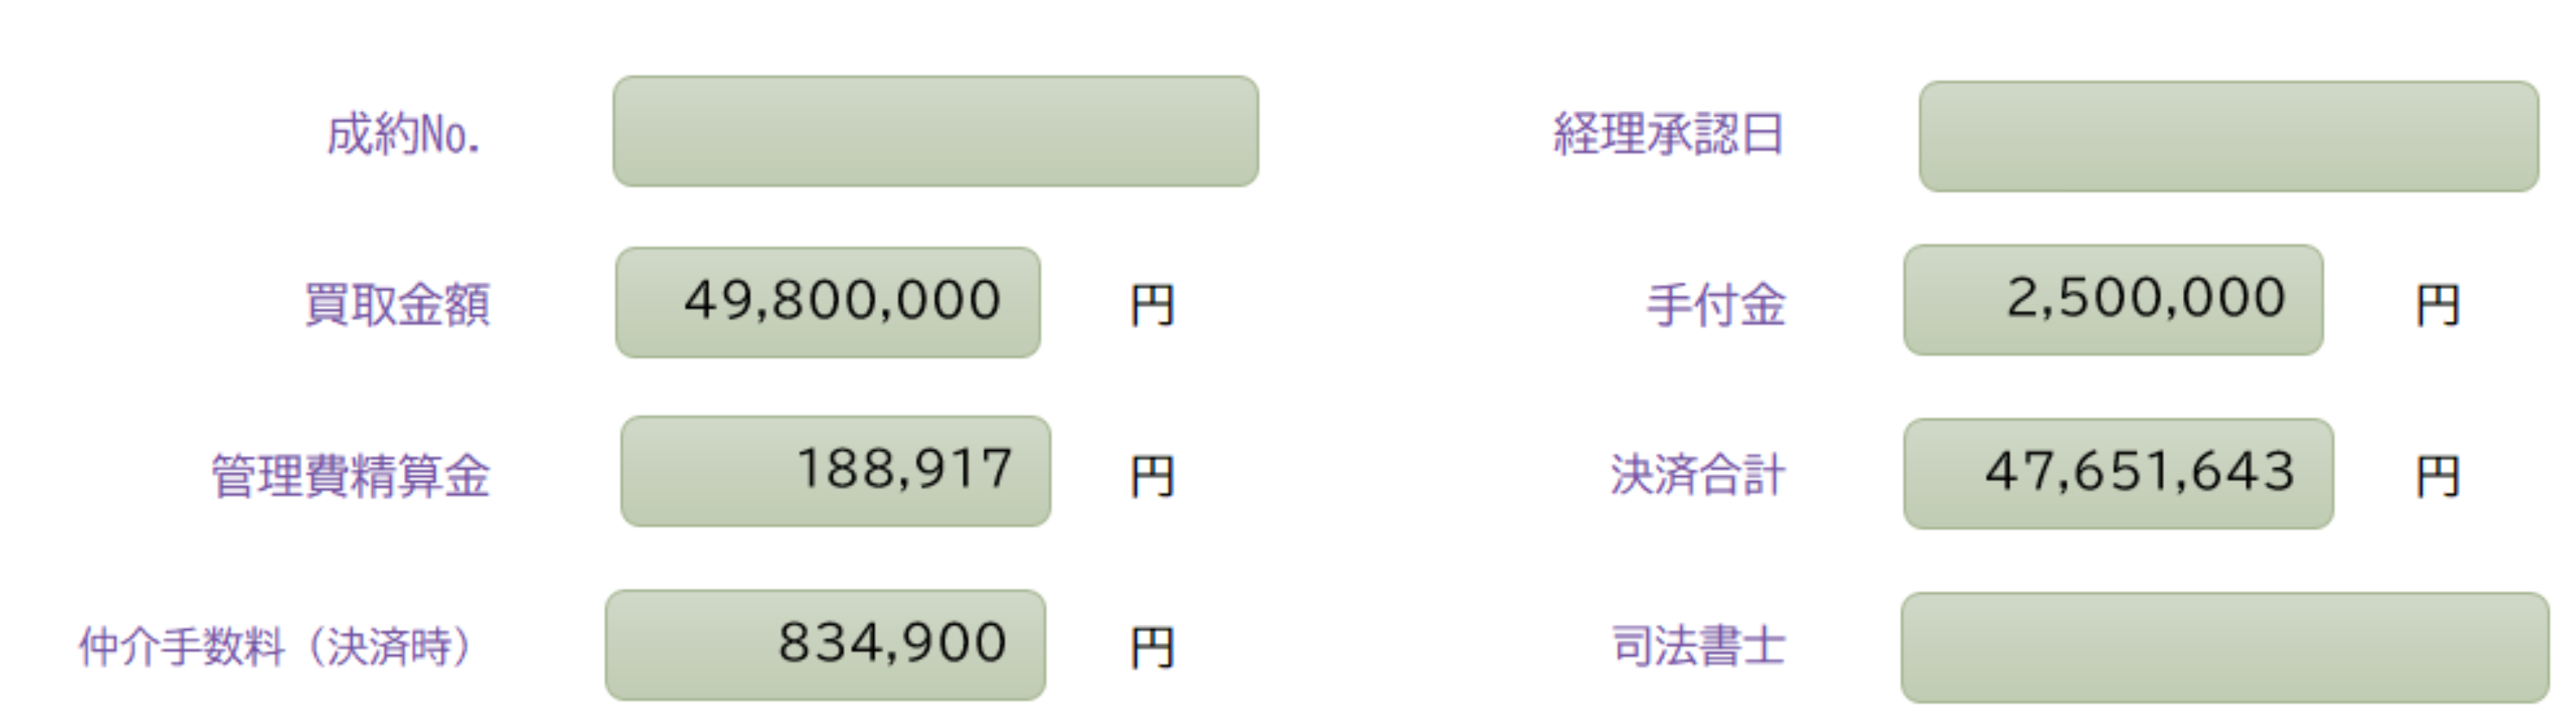 成約No.
経理承認日
買取金額 49,800,000 円
手付金 2,500,000 円
管理費精算金 188,917 円
決済合計 47,651,643 円
仲介手数料（決済時） 834,900 円
司法書士